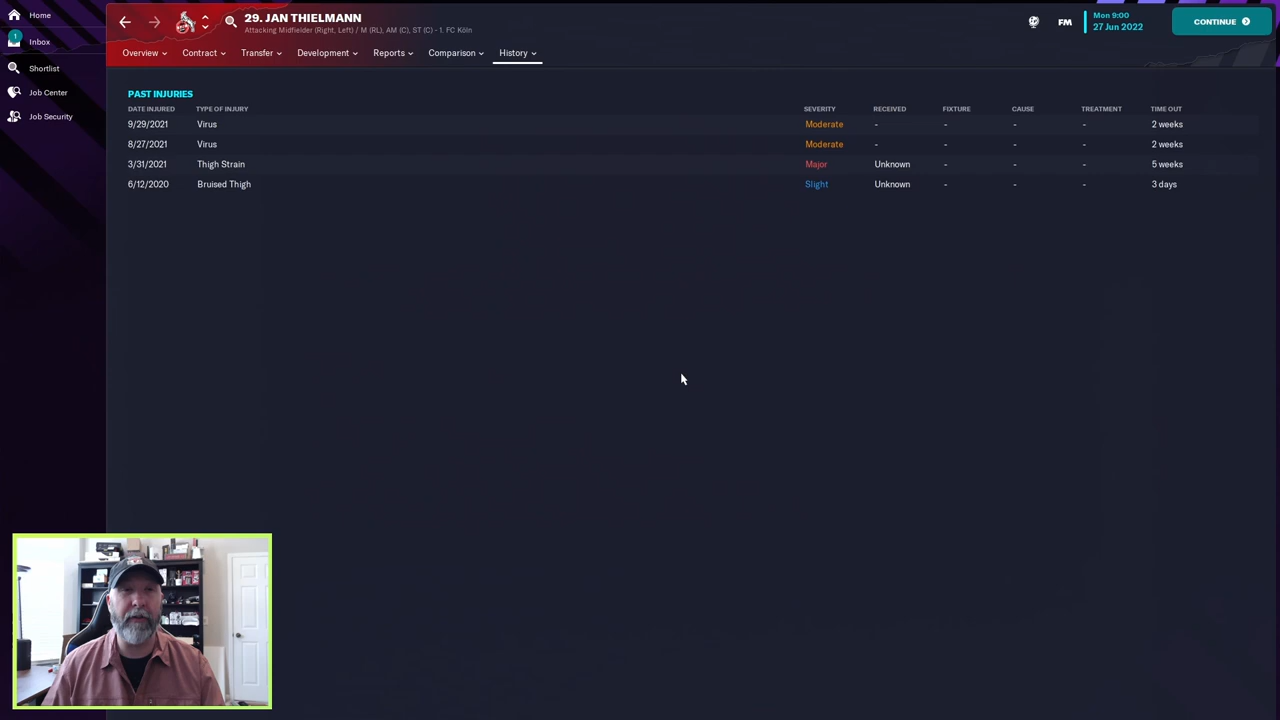 Home
1
Inbox
Shortlist
Job Center
Job Security
29. JAN THIELMANN
Attacking Midfielder (Right, Left) / M (RL), AM (C), ST (C) - 1. FC Köln
FM
Mon 9:00
27 Jun 2022
CONTINUE
Overview Contract Transfer Development Reports Comparison History
PAST INJURIES
DATE INJURED TYPE OF INJURY SEVERITY RECEIVED FIXTURE CAUSE TREATMENT TIME OUT
9/29/2021 Virus Moderate - - - - 2 weeks
8/27/2021 Virus Moderate - - - - 2 weeks
3/31/2021 Thigh Strain Major Unknown - - - 5 weeks
6/12/2020 Bruised Thigh Slight Unknown - - - 3 days